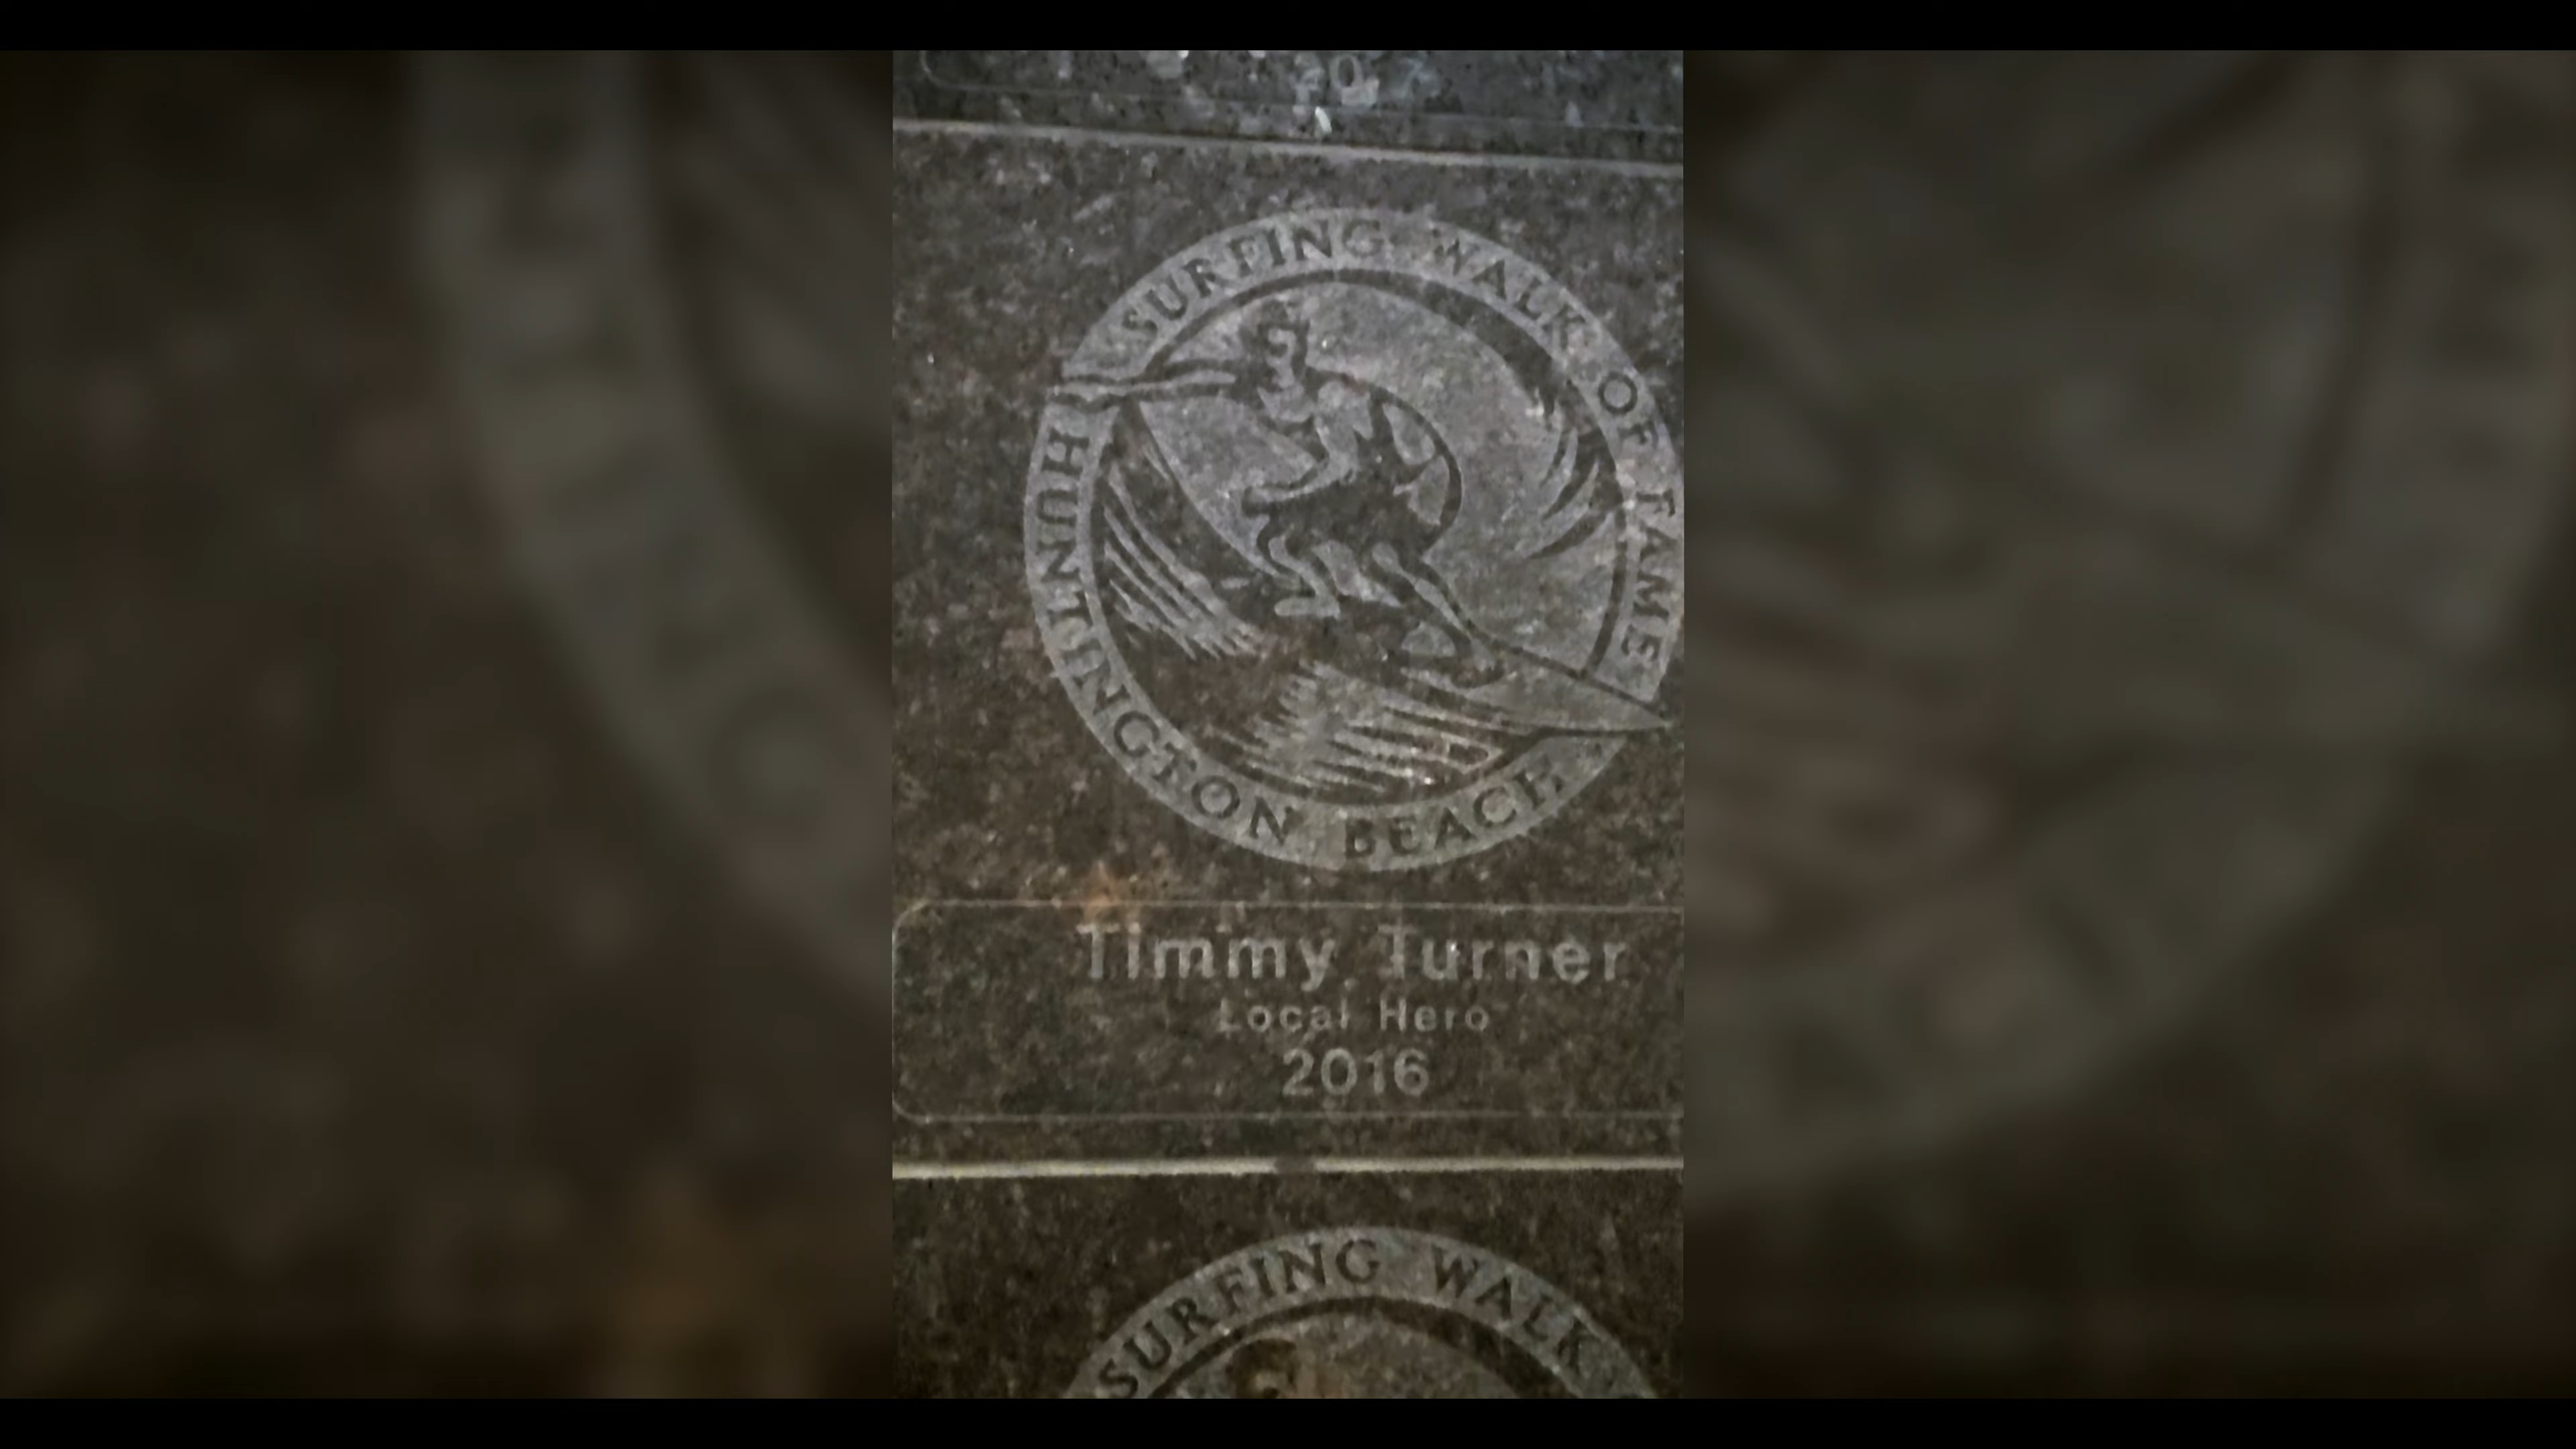 SURFING WALK OF FAME
HUNTINGTON BEACH
Timmy Turner
Local Hero
2016
SURFING WALK